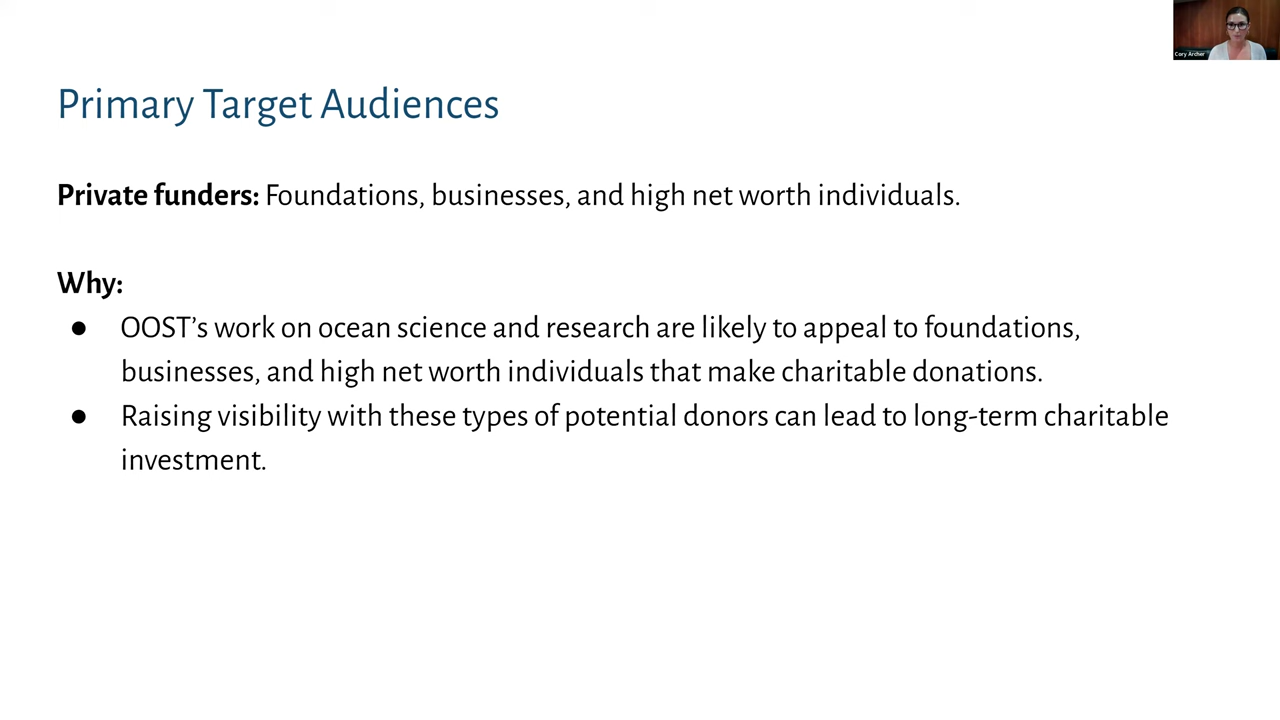 Cory Archer
Primary Target Audiences
Private funders: Foundations, businesses, and high net worth individuals.
Why:
● OOST’s work on ocean science and research are likely to appeal to foundations,
businesses, and high net worth individuals that make charitable donations.
● Raising visibility with these types of potential donors can lead to long-term charitable
investment.